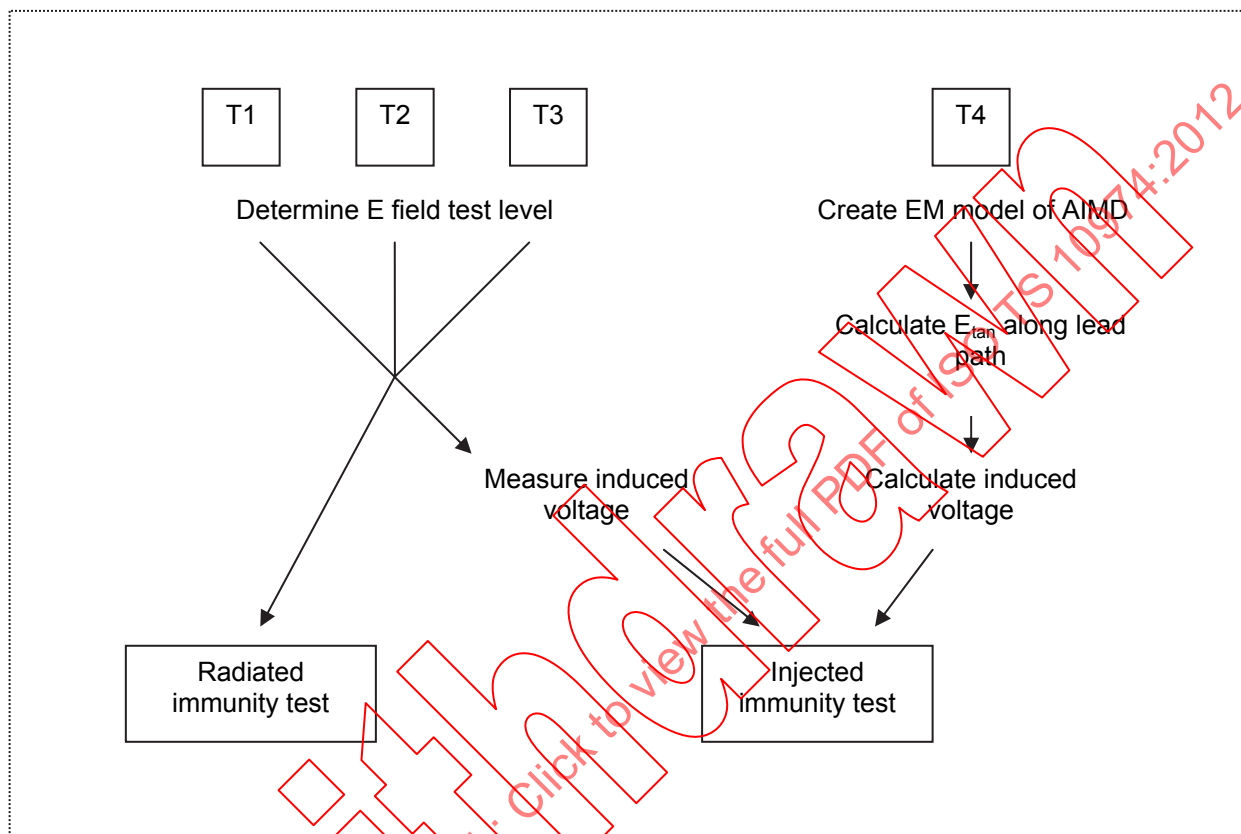 T1
T2
T3
T4
Determine E field test level
Create EM model of AIMD
Calculate Etan along lead
path
Measure induced
voltage
Calculate induced
voltage
Radiated
immunity test
Injected
immunity test
: Click to view the full PDF of ISO TS 10974:2012
ithdrawn